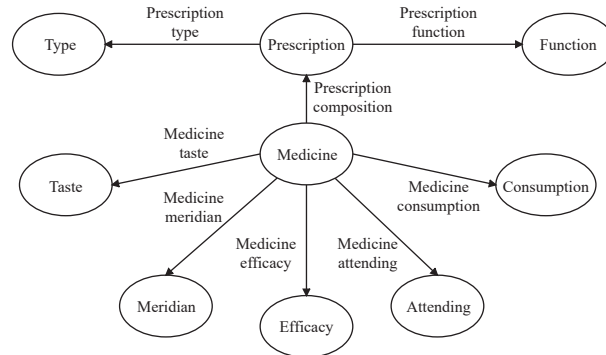 Prescription
type
Prescription
function
Type
Prescription
Function
Prescription
composition
Medicine
taste
Medicine
Taste
Medicine
meridian
Medicine
consumption
Consumption
Medicine
efficacy
Medicine
attending
Meridian
Efficacy
Attending